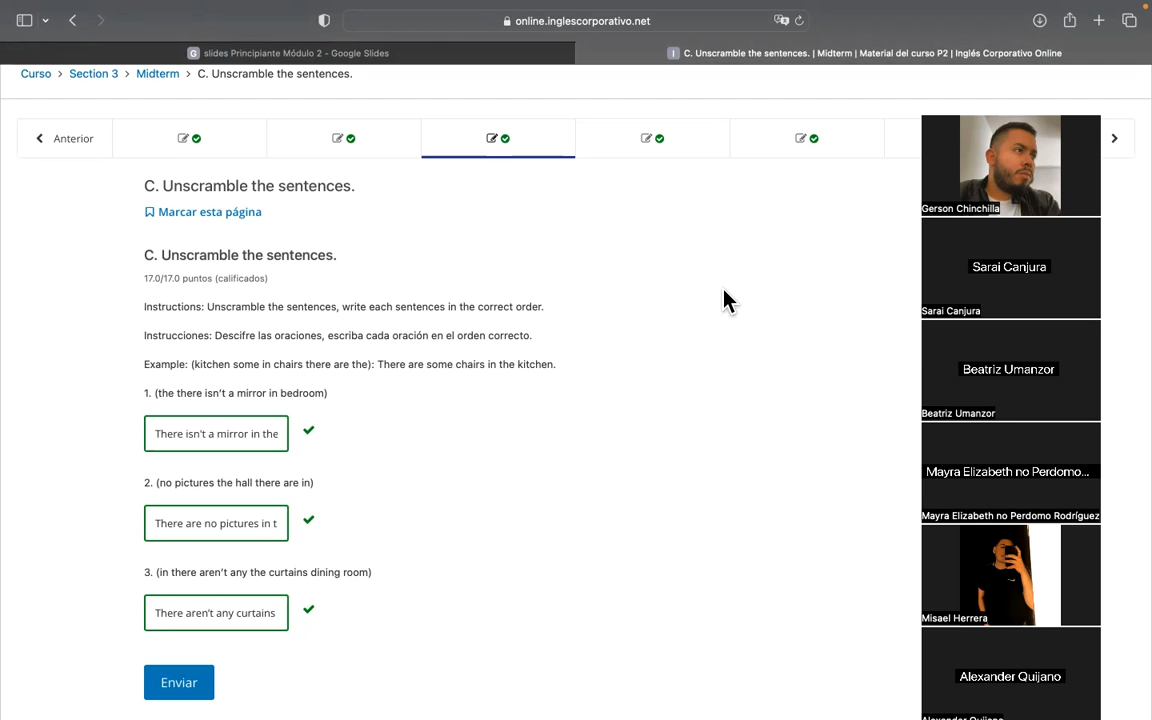 online.inglescorporativo.net
G slides Principiante Módulo 2 - Google Slides
I C. Unscramble the sentences. | Midterm | Material del curso P2 | Inglés Corporativo Online
Curso > Section 3 > Midterm > C. Unscramble the sentences.
Anterior
C. Unscramble the sentences.
Marcar esta página
C. Unscramble the sentences.
17.0/17.0 puntos (calificados)
Instructions: Unscramble the sentences, write each sentences in the correct order.
Instrucciones: Descifre las oraciones, escriba cada oración en el orden correcto.
Example: (kitchen some in chairs there are the): There are some chairs in the kitchen.
1. (the there isn’t a mirror in bedroom)
There isn't a mirror in the
2. (no pictures the hall there are in)
There are no pictures in t
3. (in there aren’t any the curtains dining room)
There aren’t any curtains
Enviar
Gerson Chinchilla
Sarai Canjura
Sarai Canjura
Beatriz Umanzor
Beatriz Umanzor
Mayra Elizabeth no Perdomo...
Mayra Elizabeth no Perdomo Rodríguez
Misael Herrera
Alexander Quijano
Alexander Quijano